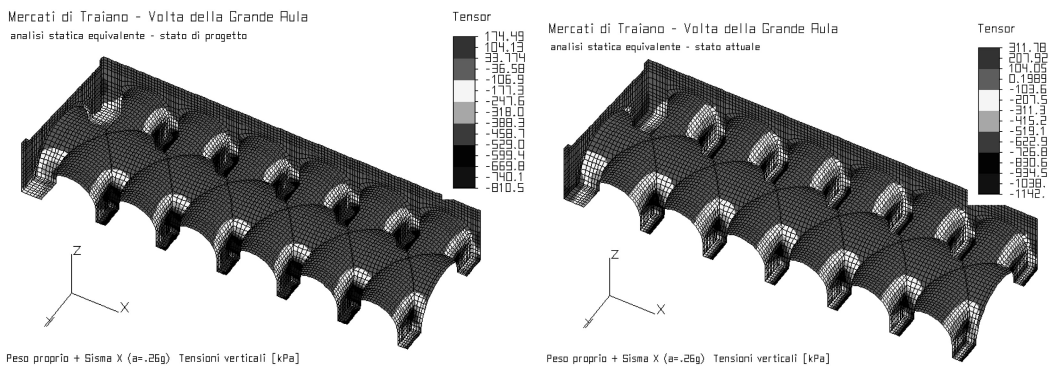 Mercati di Traiano - Volta della Grande Aula
analisi statica equivalente - stato di progetto
Tensor
174.49
104.13
33.774
-36.58
-106.9
-177.3
-247.6
-318.0
-388.3
-458.7
-529.0
-599.4
-669.8
-740.1
-810.5
Z
X
Y
Peso proprio + Sisma X (a=.26g) Tensioni verticali [kPa]
Mercati di Traiano - Volta della Grande Aula
analisi statica equivalente - stato attuale
Tensor
311.78
207.92
104.05
0.1989
-103.6
-207.5
-311.3
-415.2
-519.1
-622.9
-726.8
-830.6
-934.5
-1038.
-1142.
Z
X
Y
Peso proprio + Sisma X (a=.26g) Tensioni verticali [kPa]